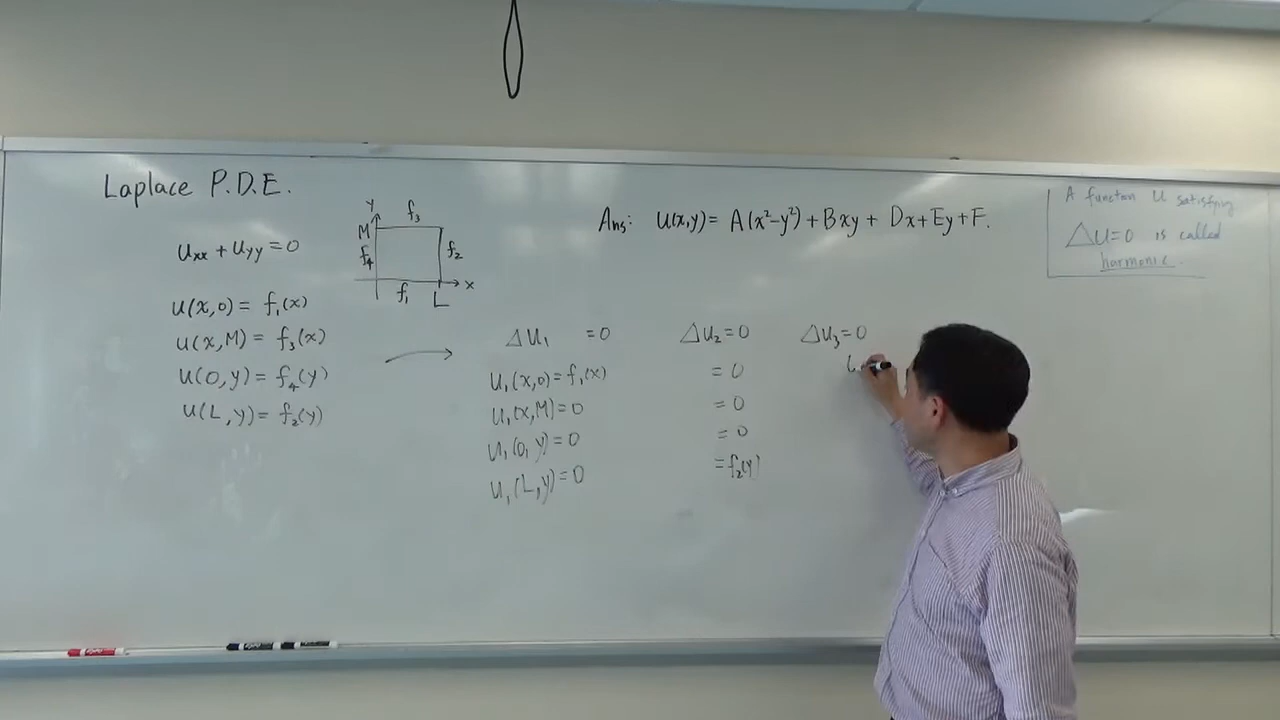 Laplace P.D.E.
Uxx + Uyy = 0
u(x,0) = f₁(x)
u(x,M) = f₃(x)
u(0,y) = f₄(y)
u(L,y) = f₂(y)
y
f₃
M
f₄
f₂
f₁
L
x
Ans: u(x,y) = A(x²-y²) + Bxy + Dx + Ey + F.
A functon U satisfying
△U=0 is called
harmonic.
△U₁ =0
U₁(x,0)=f₁(x)
U₁(x,M)=0
U₁(0,y)=0
U₁(L,y)=0
△U₂=0
=0
=0
=0
=f₂(y)
△U₃=0